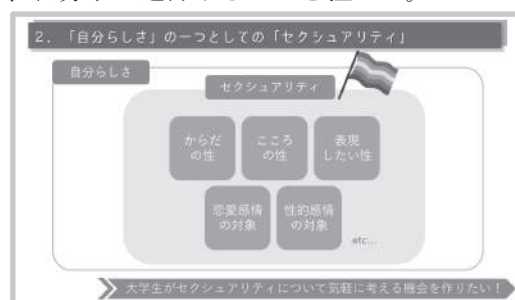 2．「自分らしさ」の一つとしての「セクシュアリティ」
自分らしさ
セクシュアリティ
からだ
の性
こころ
の性
表現
したい性
恋愛感情
の対象
性的感情
の対象
etc...
大学生がセクシュアリティについて気軽に考える機会を作りたい！